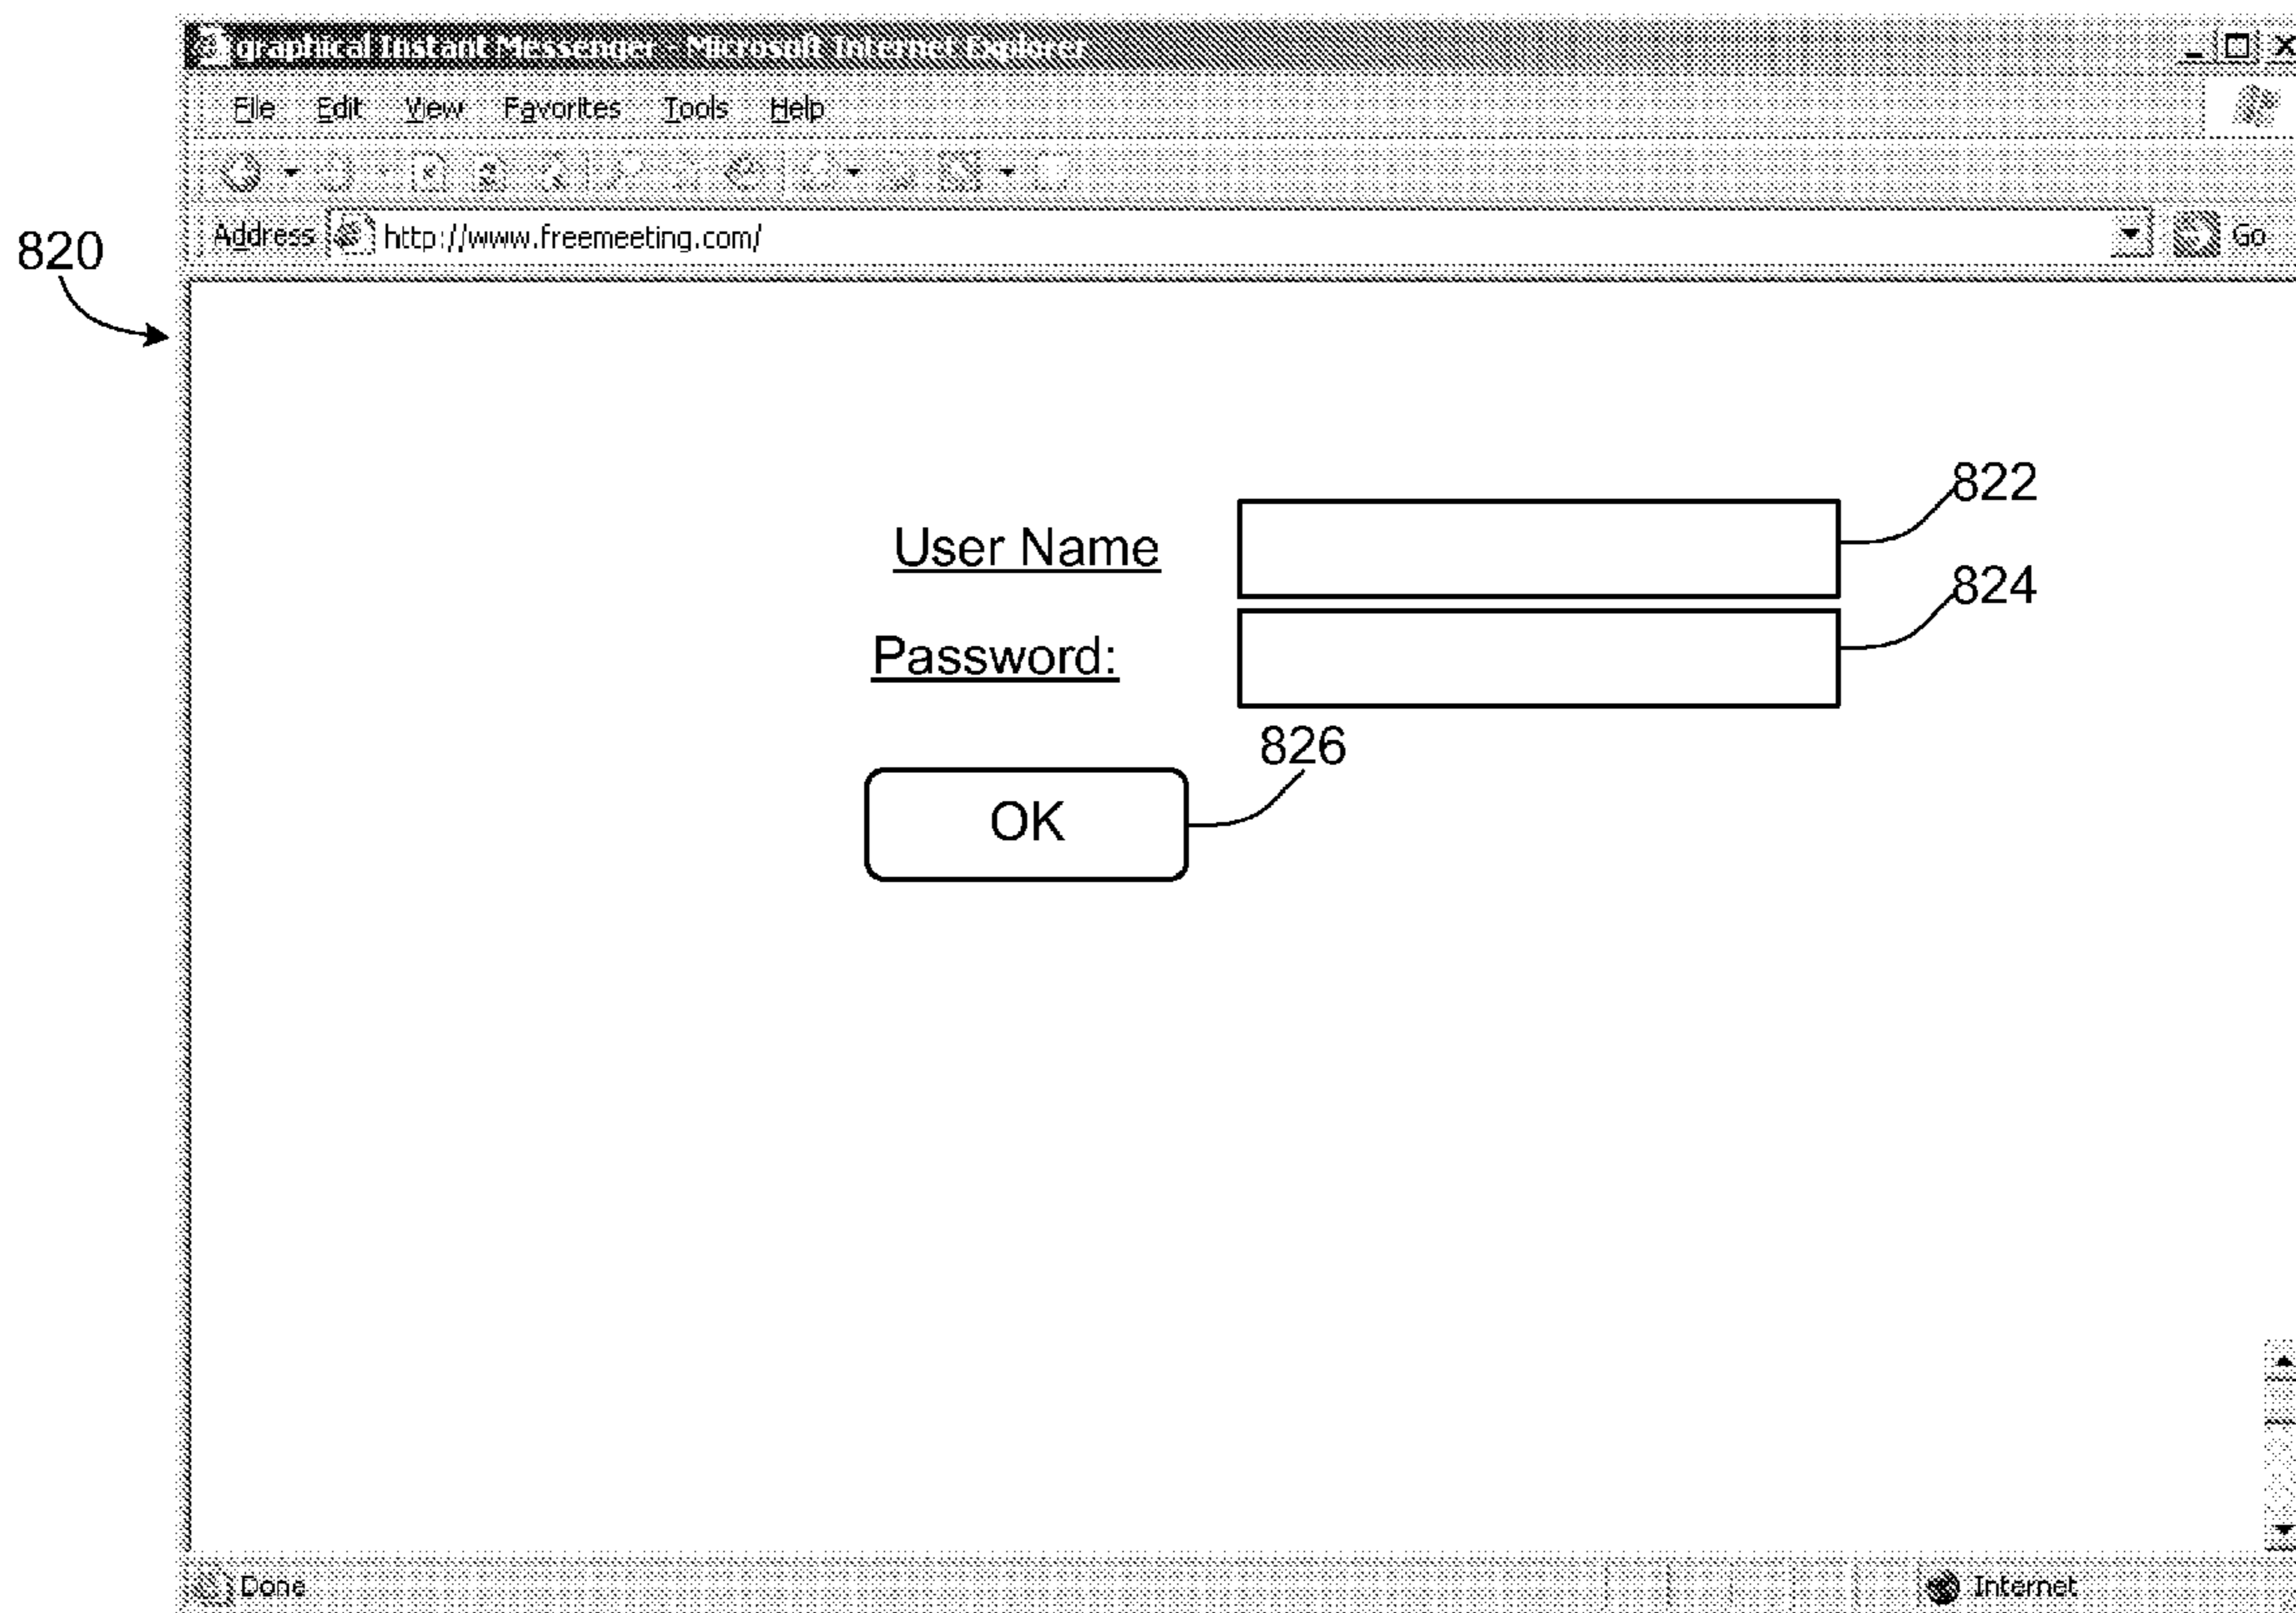 graphical Instant Messenger - Microsoft Internet Explorer
File Edit View Favorites Tools Help
Address http://www.freemeeting.com/ Go
820
822
User Name
824
Password:
826
OK
Done Internet